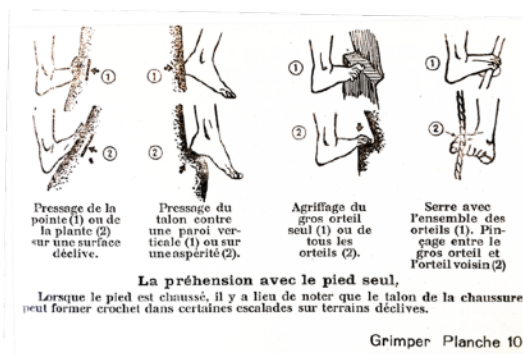 1
2
1
2
1
2
1
2
Pressage de la
pointe (1) ou de
la plante (2)
sur une surface
déclive.
Pressage du
talon contre
une paroi ver-
ticale (1) ou sur
une aspérité (2).
Agriffage du
gros orteil
seul (1) ou de
tous les
orteils (2).
Serre avec
l'ensemble des
orteils (1). Pin-
çage entre le
gros orteil et
l'orteil voisin (2)
La préhension avec le pied seul,
Lorsque le pied est chaussé, il y a lieu de noter que le talon de la chaussure
peut former crochet dans certaines escalades sur terrains déclives.
Grimper Planche 10